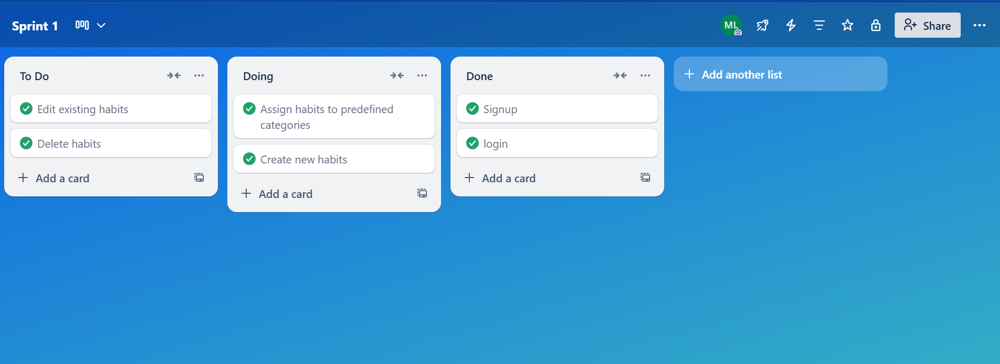 Sprint 1
ML
Share
To Do
Edit existing habits
Delete habits
Add a card
Doing
Assign habits to predefined
categories
Create new habits
Add a card
Done
Signup
login
Add a card
Add another list